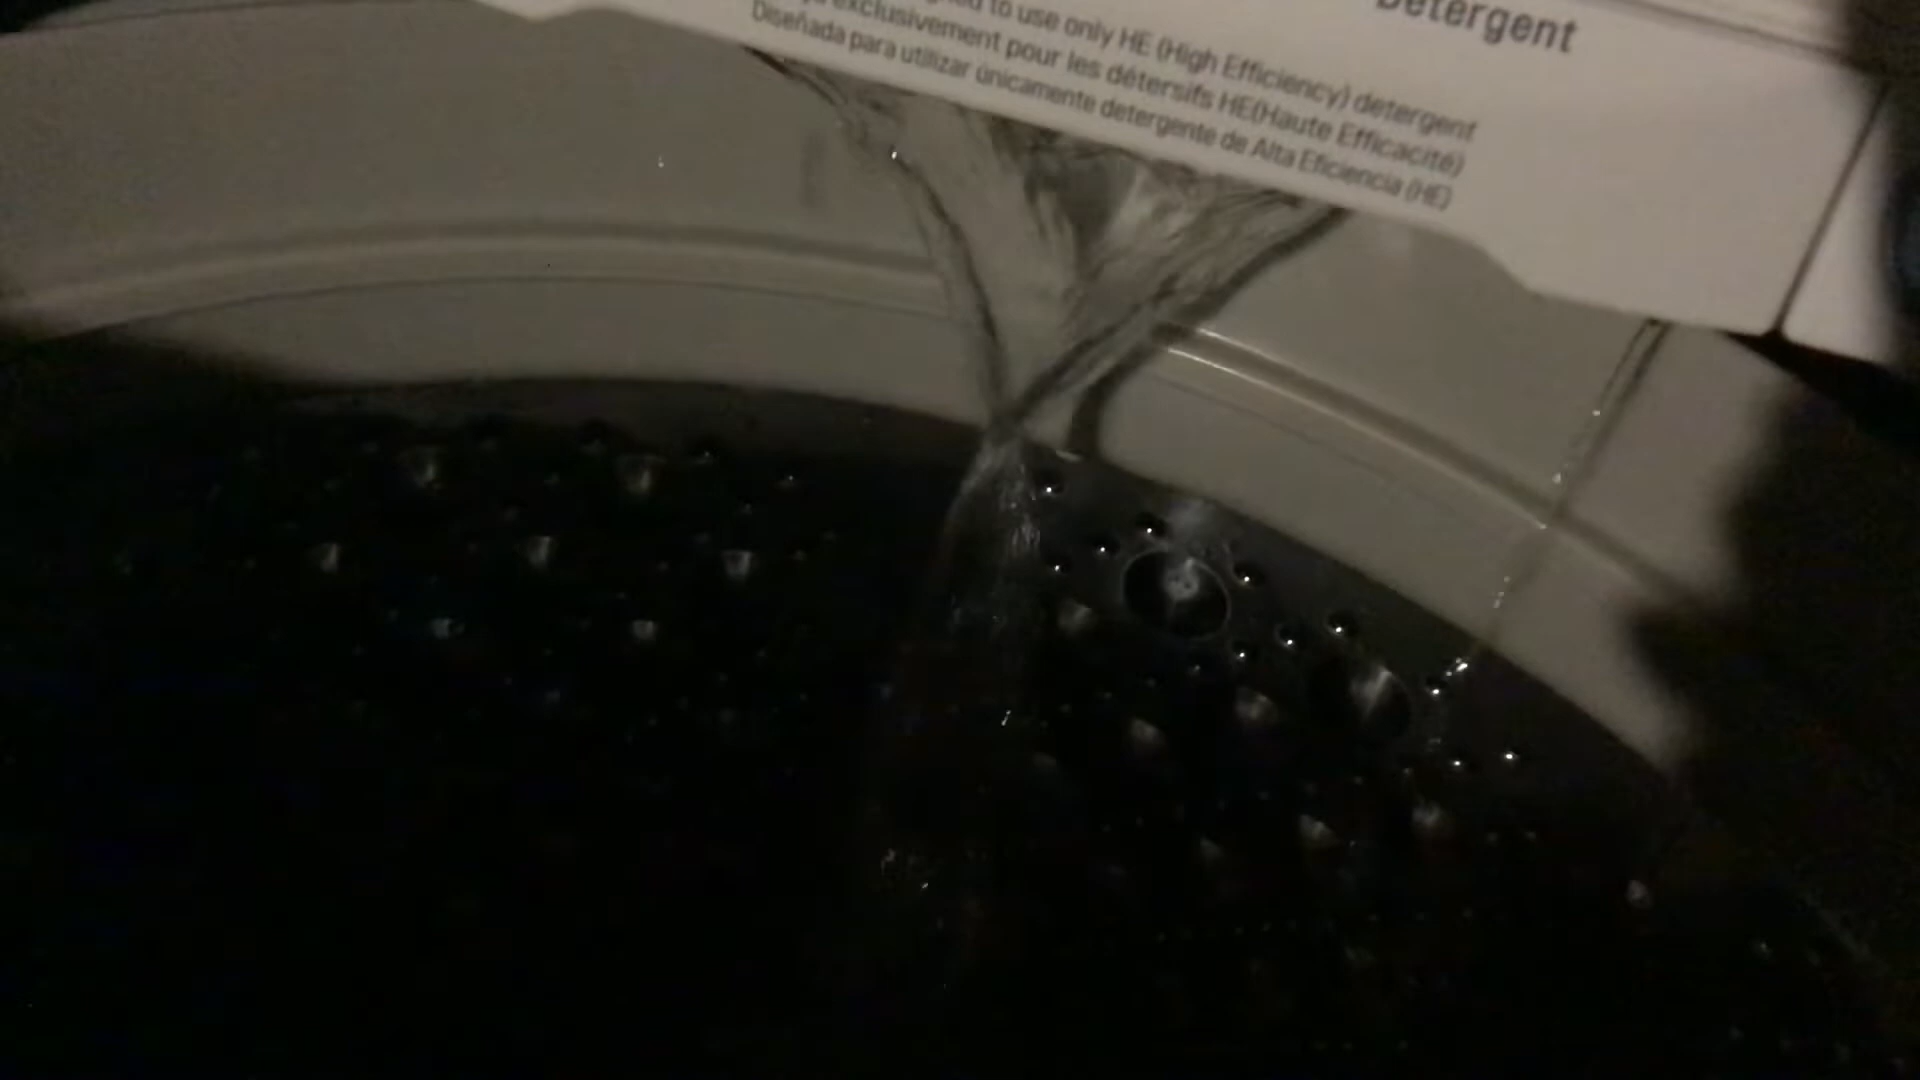 Detergent
to use only HE (High Efficiency) detergent
exclusivement pour les détersifs HE(Haute Efficacité)
Diseñada para utilizar únicamente detergente de Alta Eficiencia (HE)